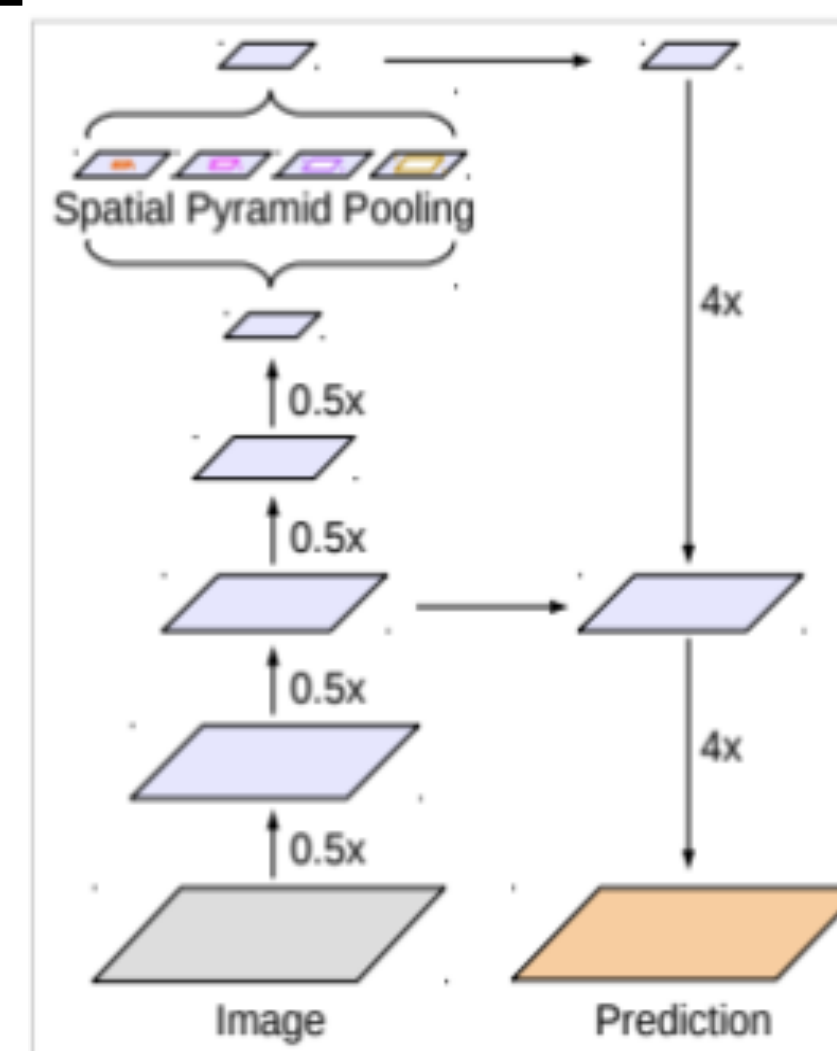 Spatial Pyramid Pooling
4x
0.5x
0.5x
0.5x
4x
0.5x
Image
Prediction